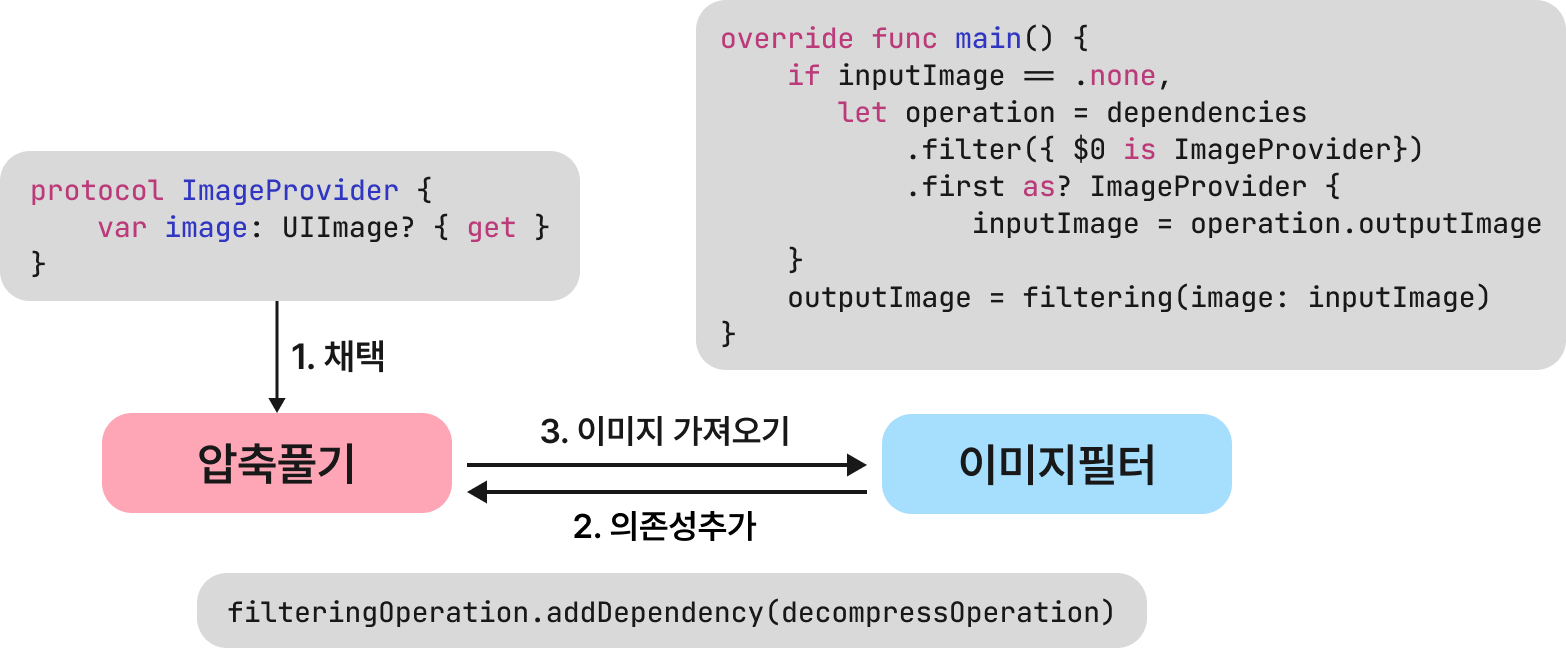 override func main() {
    if inputImage == .none,
       let operation = dependencies
           .filter({ $0 is ImageProvider})
           .first as? ImageProvider {
               inputImage = operation.outputImage
    }
    outputImage = filtering(image: inputImage)
}
protocol ImageProvider {
    var image: UIImage? { get }
}
1. 채택
압축풀기
3. 이미지 가져오기
2. 의존성추가
이미지필터
filteringOperation.addDependency(decompressOperation)